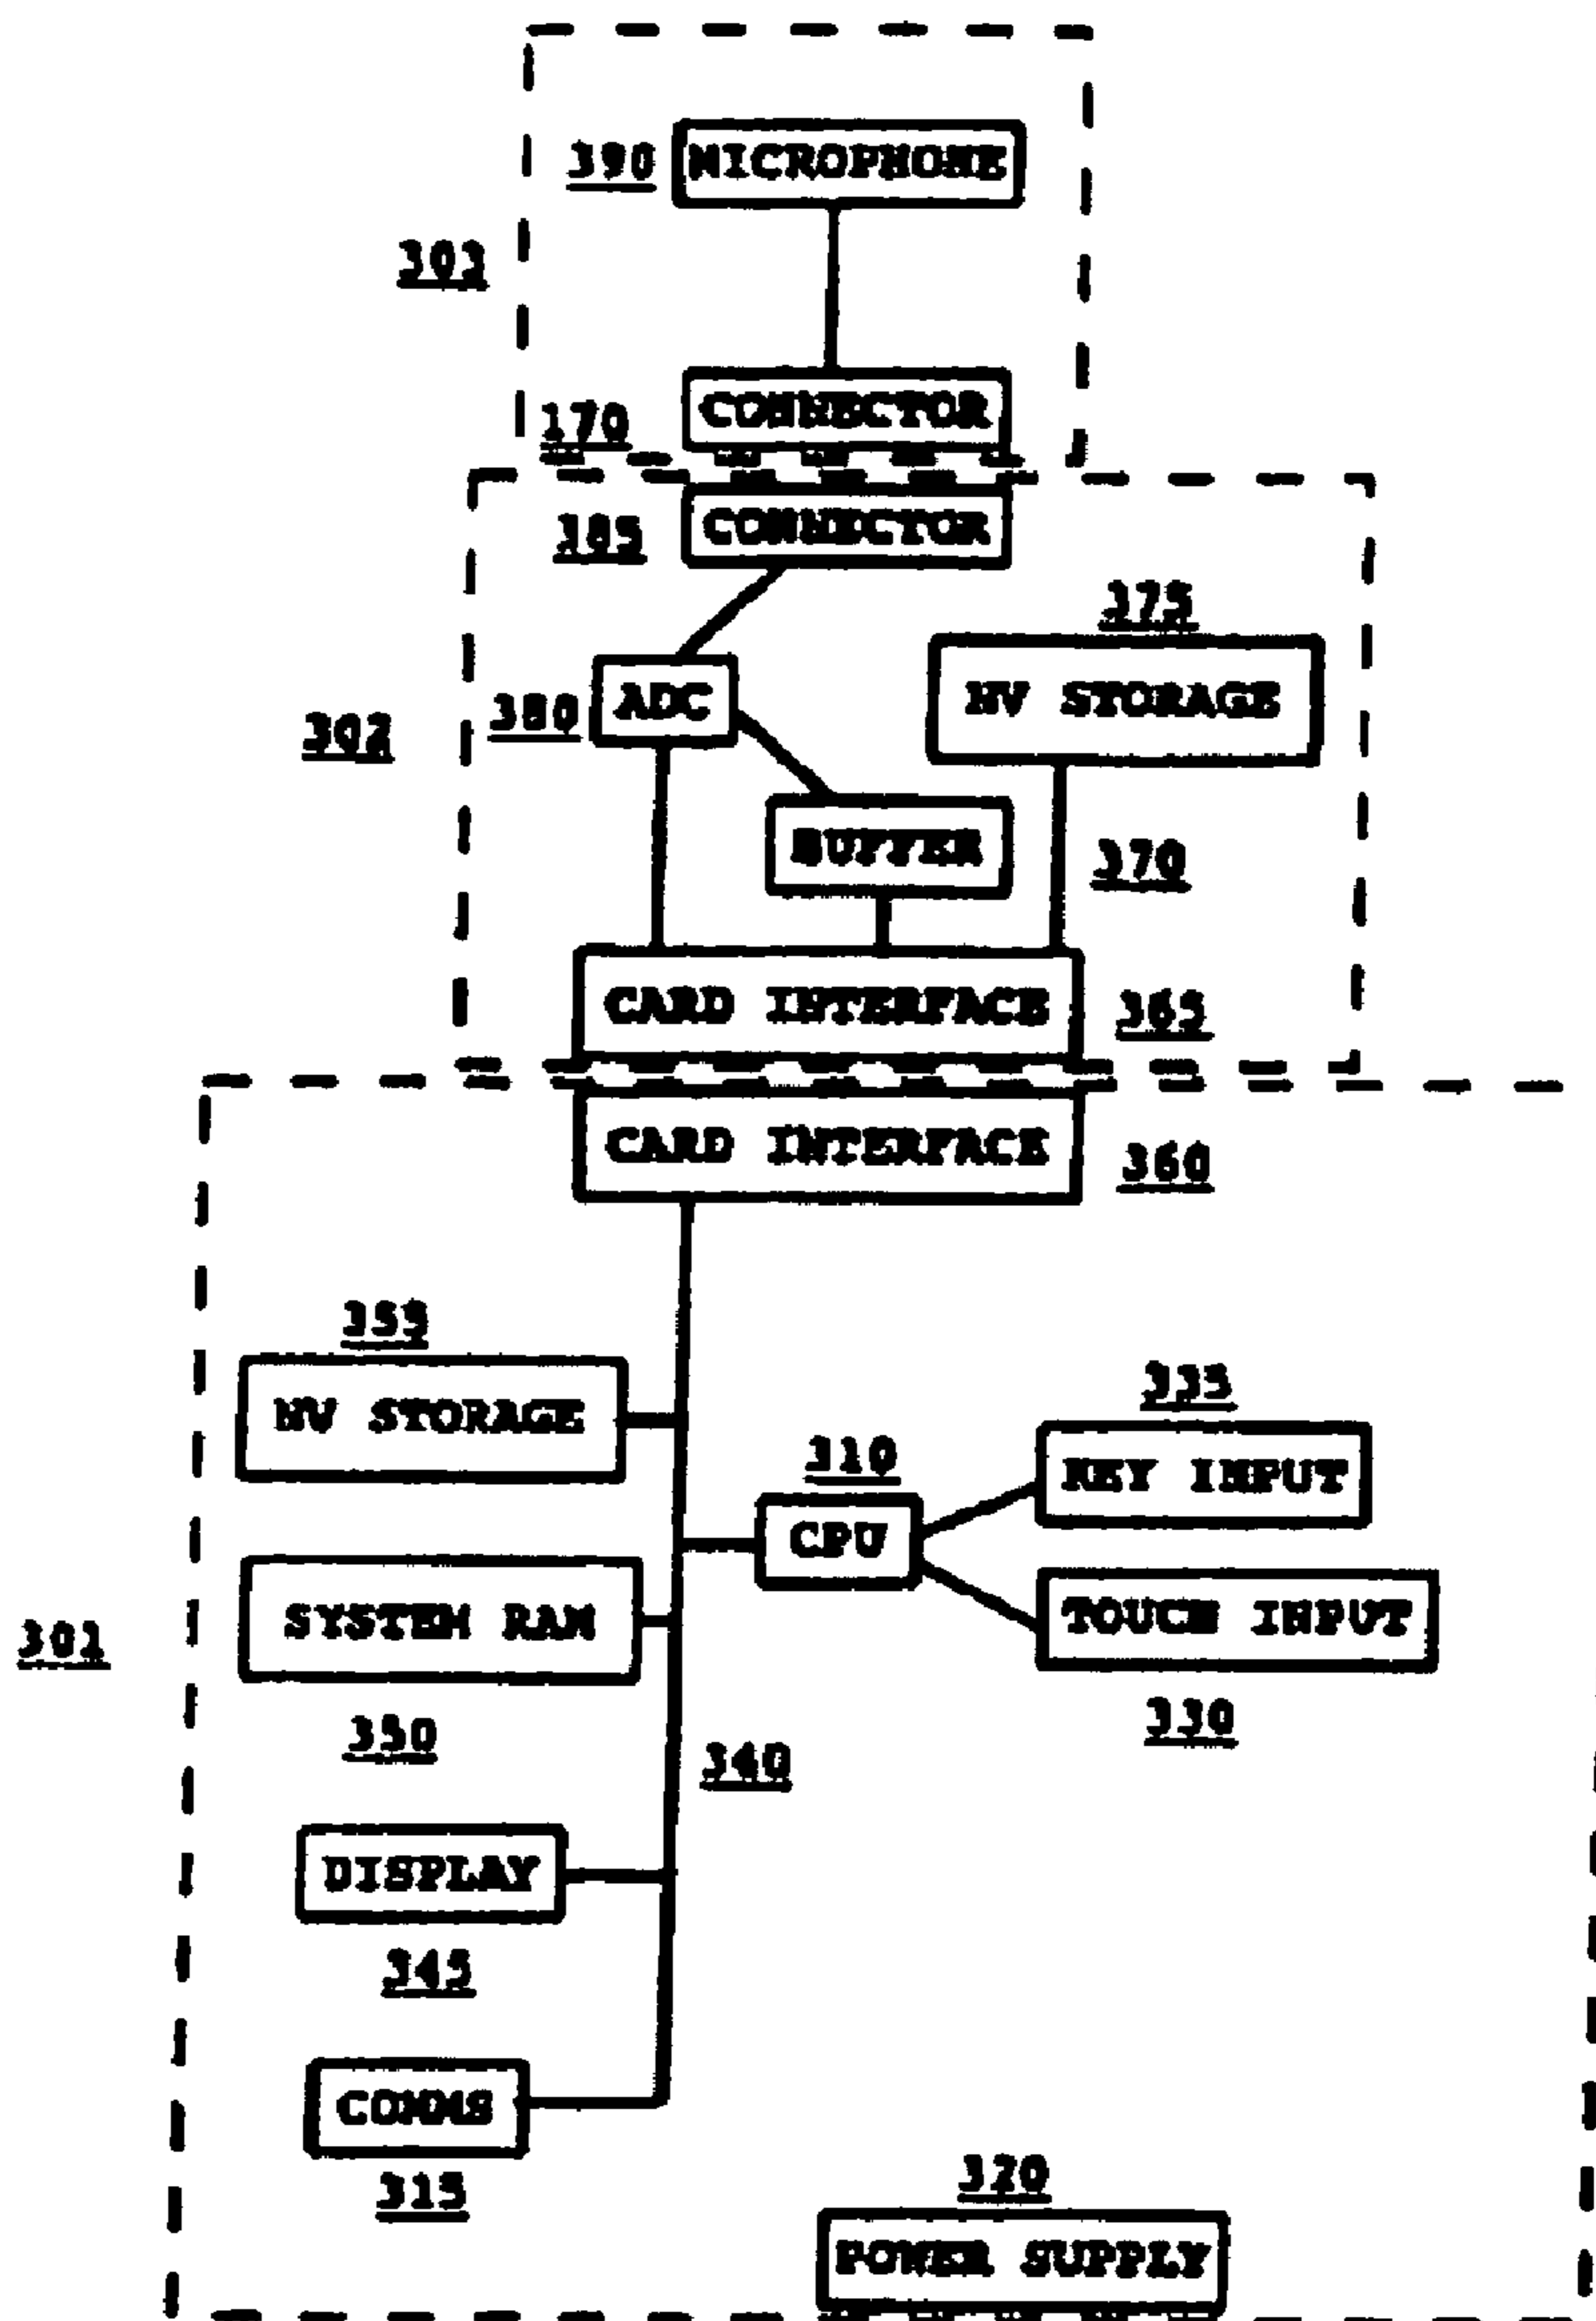 390 MICROPHONE
303
CONNECTOR
170
CONNECTOR
375
ADC
NV STORAGE
380
302
BUFFER
370
CARD INTERFACE
365
CARD INTERFACE
360
355
NV STORAGE
335
310
KEY INPUT
CPU
SYSTEM RAM
TOUCH INPUT
301
350
330
340
DISPLAY
345
COMMS
315
320
POWER SUPPLY